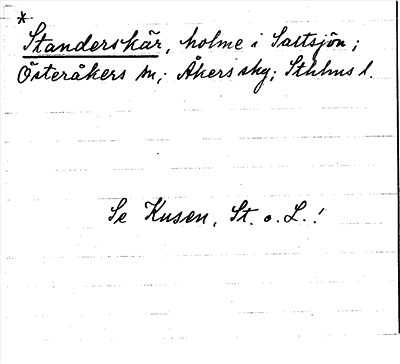 *
Standerskär, holme i Saltsjön;
Österåkers sn; Åkers skg; Sthlms l.
Se Kusen, St. o. L.!